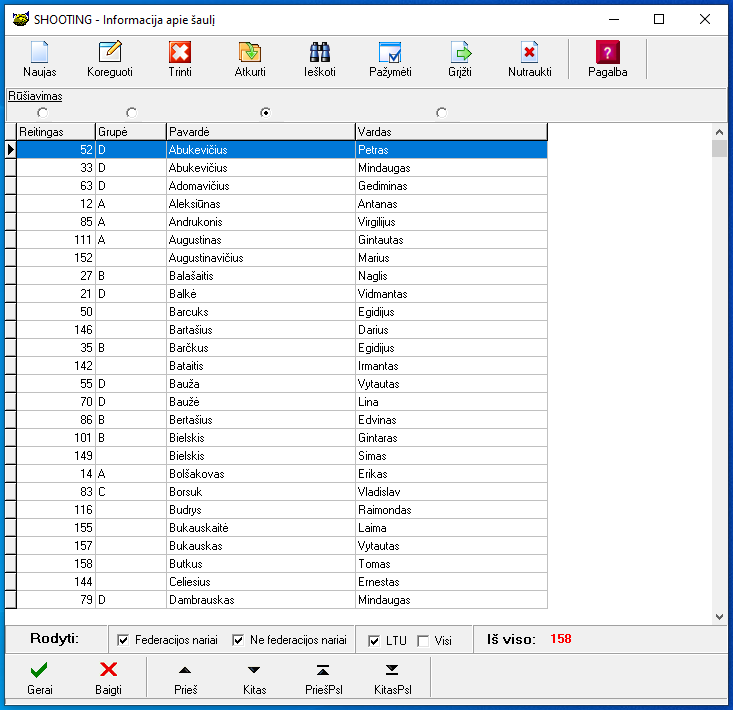 SHOOTING - Informacija apie šaulį
Naujas Koreguoti Trinti Atkurti Ieškoti Pažymėti Grįžti Nutraukti Pagalba
Rūšiavimas
Reitingas Grupė Pavardė Vardas
52 D Abukevičius Petras
33 D Abukevičius Mindaugas
63 D Adomavičius Gediminas
12 A Aleksiūnas Antanas
85 A Andrukonis Virgilijus
111 A Augustinas Gintautas
152 Augustinavičius Marius
27 B Balašaitis Naglis
21 D Balkė Vidmantas
50 Barcuks Egidijus
146 Bartašius Darius
35 B Barčkus Egidijus
142 Bataitis Irmantas
55 D Bauža Vytautas
70 D Baužė Lina
86 B Bertašius Edvinas
101 B Bielskis Gintaras
149 Bielskis Simas
14 A Bolšakovas Erikas
83 C Borsuk Vladislav
116 Budrys Raimondas
155 Bukauskaitė Laima
157 Bukauskas Vytautas
158 Butkus Tomas
144 Celiesius Ernestas
79 D Dambrauskas Mindaugas
Rodyti: Federacijos nariai Ne federacijos nariai LTU Visi Iš viso: 158
Gerai Baigti Prieš Kitas PriešPsl KitasPsl